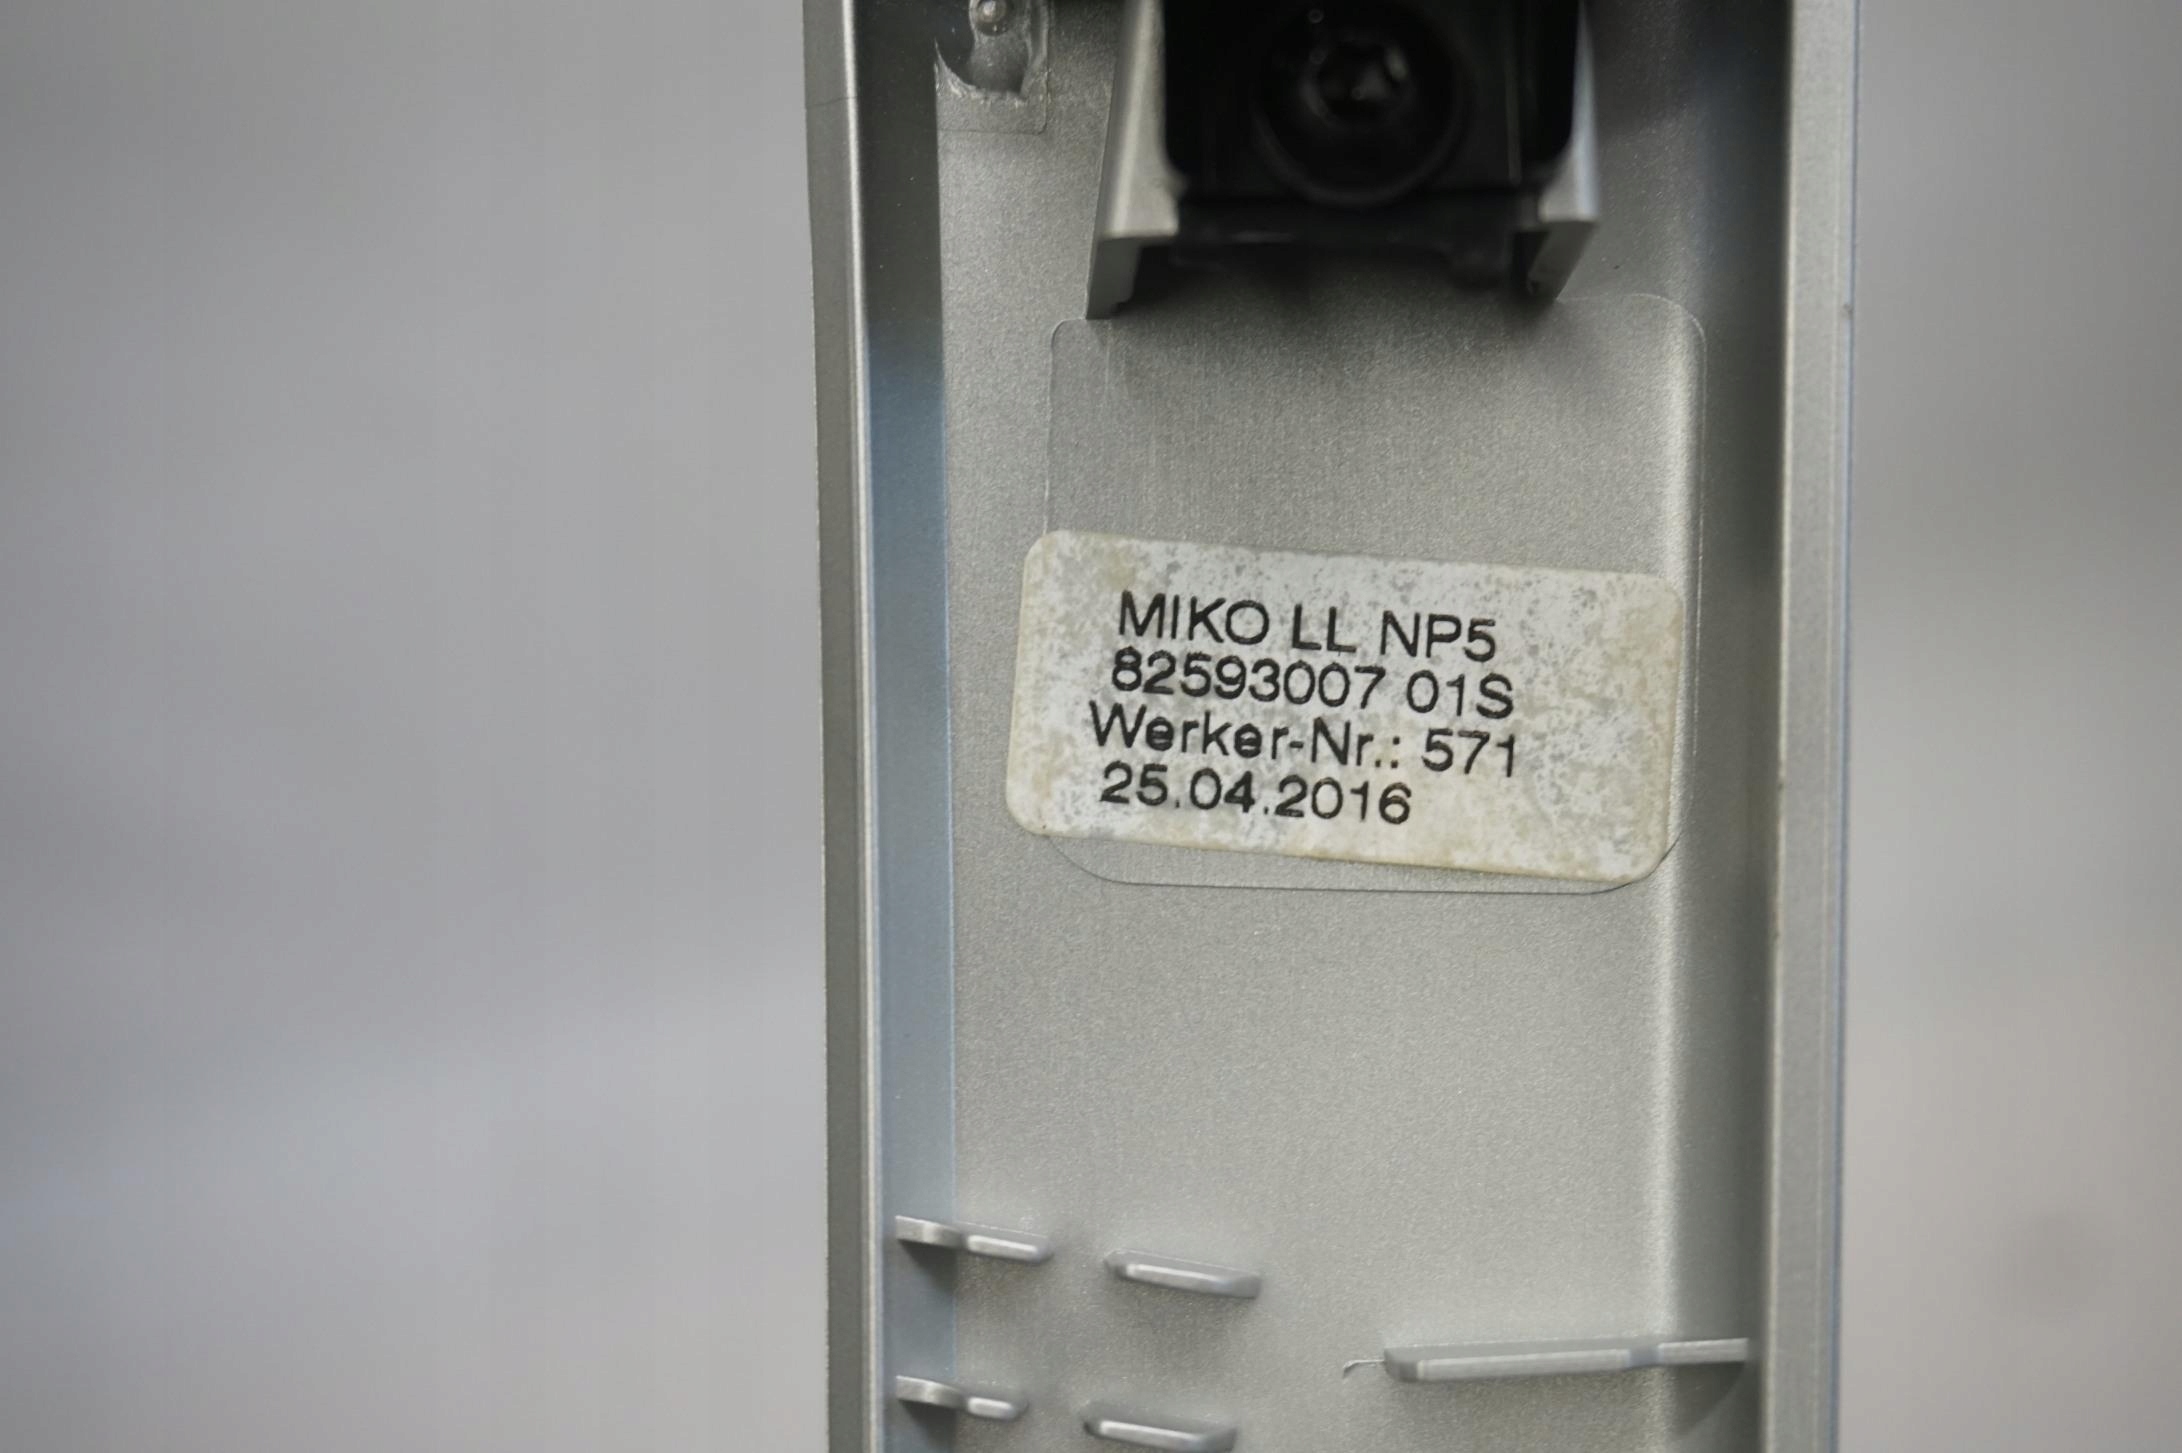 MIKO LL NP5
82593007 01S
Werker-Nr.: 571
25.04.2016